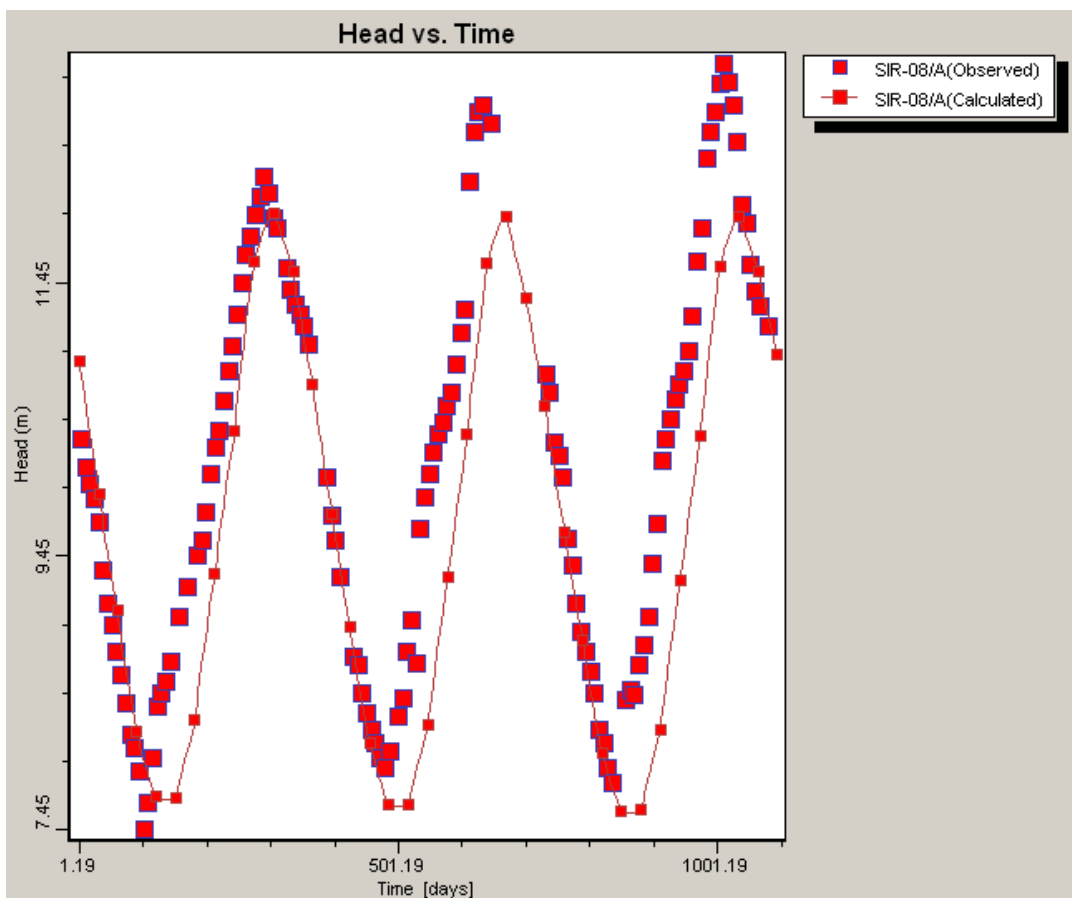 Head vs. Time
SIR-08/A(Observed)
SIR-08/A(Calculated)
Head (m)
11.45
9.45
7.45
1.19
501.19
1001.19
Time [days]